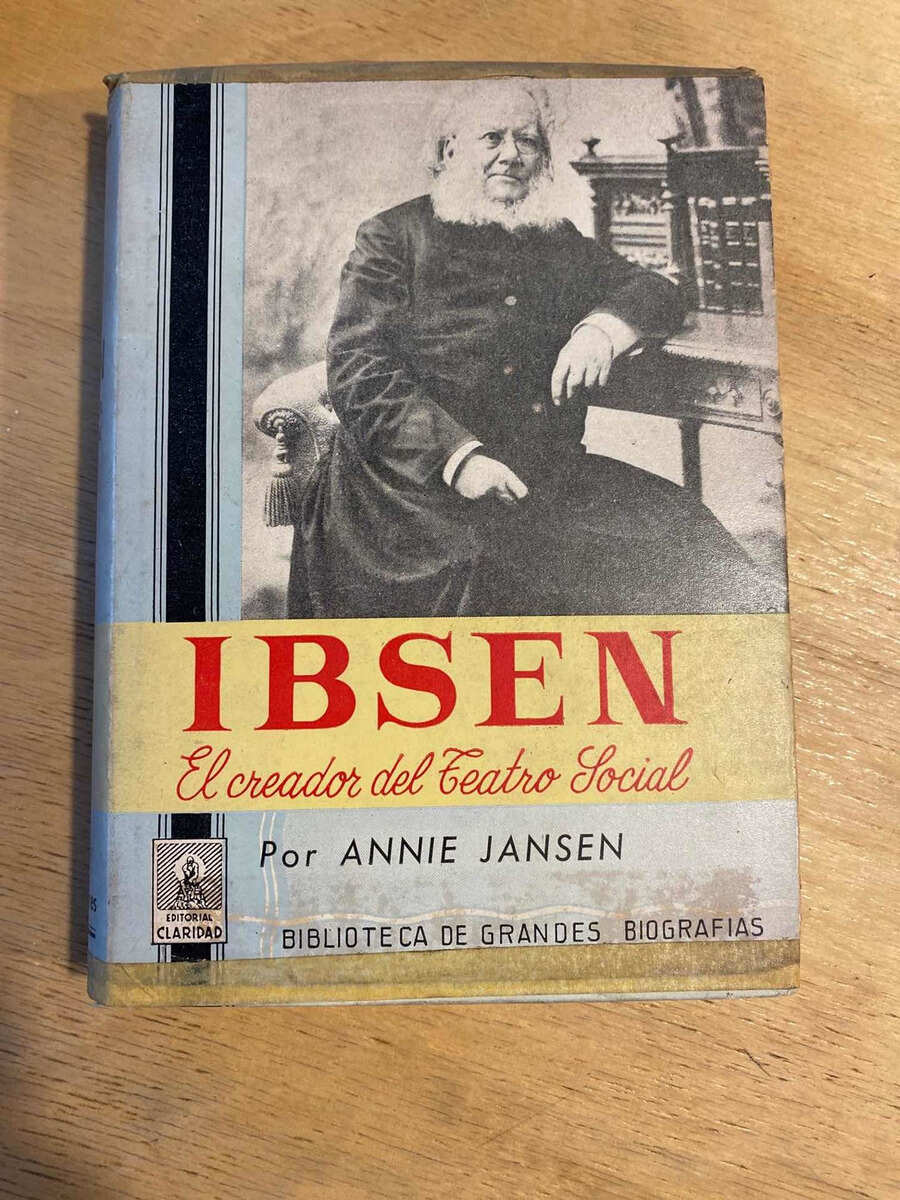 IBSEN
El creador del Teatro Social
Por ANNIE JANSEN
EDITORIAL
CLARIDAD
BIBLIOTECA DE GRANDES BIOGRAFIAS